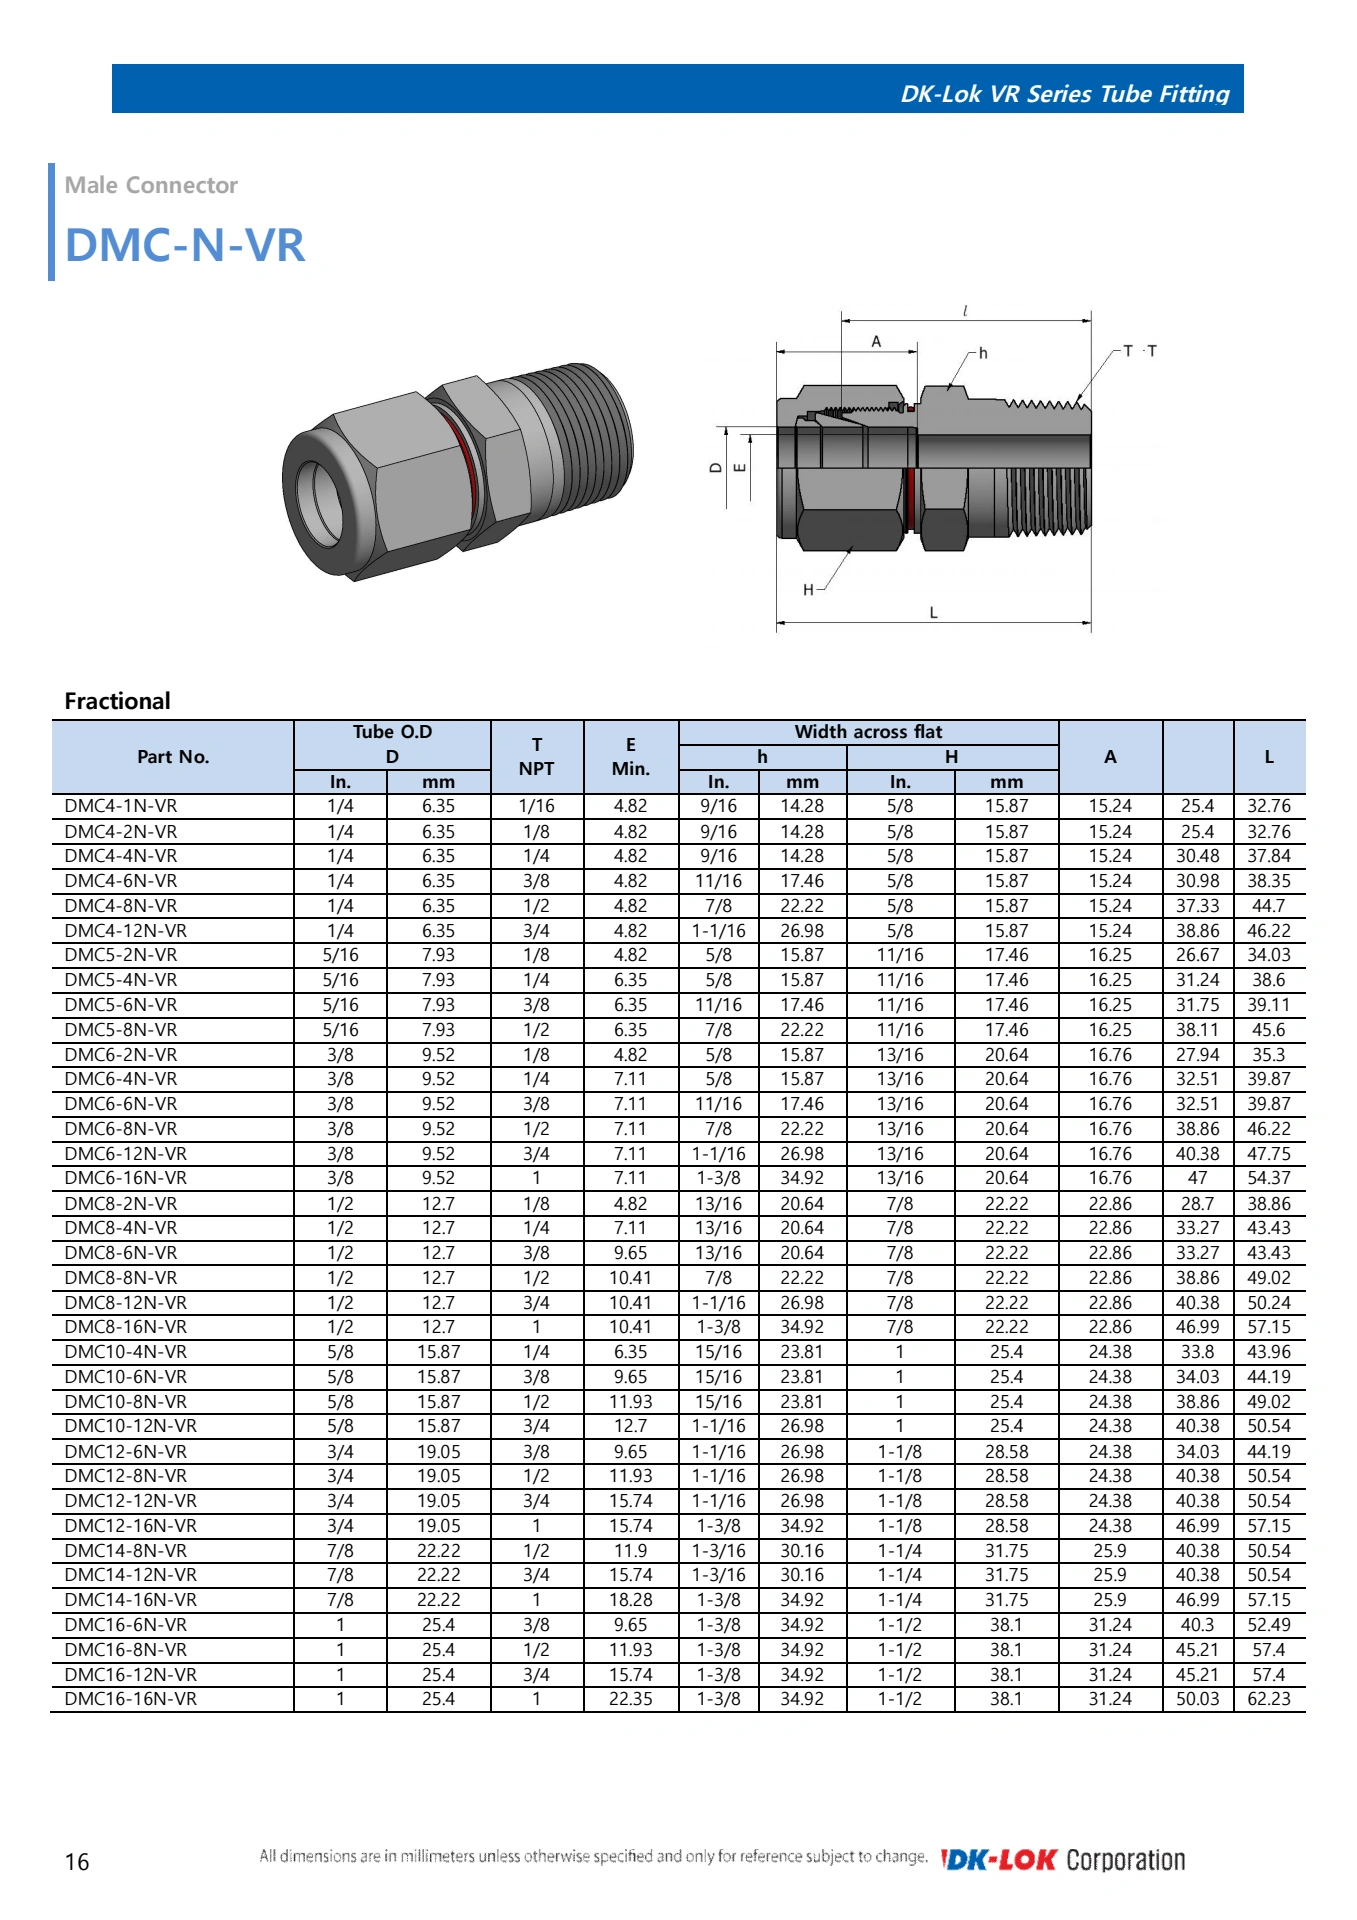 DK-Lok VR Series Tube Fitting
Male Connector
DMC-N-VR
l
A
h
T · T
D
E
H
L
Fractional
Part No. Tube O.D D T NPT E Min. Width across flat A L
h H
In. mm In. mm In. mm
DMC4-1N-VR 1/4 6.35 1/16 4.82 9/16 14.28 5/8 15.87 15.24 25.4 32.76
DMC4-2N-VR 1/4 6.35 1/8 4.82 9/16 14.28 5/8 15.87 15.24 25.4 32.76
DMC4-4N-VR 1/4 6.35 1/4 4.82 9/16 14.28 5/8 15.87 15.24 30.48 37.84
DMC4-6N-VR 1/4 6.35 3/8 4.82 11/16 17.46 5/8 15.87 15.24 30.98 38.35
DMC4-8N-VR 1/4 6.35 1/2 4.82 7/8 22.22 5/8 15.87 15.24 37.33 44.7
DMC4-12N-VR 1/4 6.35 3/4 4.82 1-1/16 26.98 5/8 15.87 15.24 38.86 46.22
DMC5-2N-VR 5/16 7.93 1/8 4.82 5/8 15.87 11/16 17.46 16.25 26.67 34.03
DMC5-4N-VR 5/16 7.93 1/4 6.35 5/8 15.87 11/16 17.46 16.25 31.24 38.6
DMC5-6N-VR 5/16 7.93 3/8 6.35 11/16 17.46 11/16 17.46 16.25 31.75 39.11
DMC5-8N-VR 5/16 7.93 1/2 6.35 7/8 22.22 11/16 17.46 16.25 38.11 45.6
DMC6-2N-VR 3/8 9.52 1/8 4.82 5/8 15.87 13/16 20.64 16.76 27.94 35.3
DMC6-4N-VR 3/8 9.52 1/4 7.11 5/8 15.87 13/16 20.64 16.76 32.51 39.87
DMC6-6N-VR 3/8 9.52 3/8 7.11 11/16 17.46 13/16 20.64 16.76 32.51 39.87
DMC6-8N-VR 3/8 9.52 1/2 7.11 7/8 22.22 13/16 20.64 16.76 38.86 46.22
DMC6-12N-VR 3/8 9.52 3/4 7.11 1-1/16 26.98 13/16 20.64 16.76 40.38 47.75
DMC6-16N-VR 3/8 9.52 1 7.11 1-3/8 34.92 13/16 20.64 16.76 47 54.37
DMC8-2N-VR 1/2 12.7 1/8 4.82 13/16 20.64 7/8 22.22 22.86 28.7 38.86
DMC8-4N-VR 1/2 12.7 1/4 7.11 13/16 20.64 7/8 22.22 22.86 33.27 43.43
DMC8-6N-VR 1/2 12.7 3/8 9.65 13/16 20.64 7/8 22.22 22.86 33.27 43.43
DMC8-8N-VR 1/2 12.7 1/2 10.41 7/8 22.22 7/8 22.22 22.86 38.86 49.02
DMC8-12N-VR 1/2 12.7 3/4 10.41 1-1/16 26.98 7/8 22.22 22.86 40.38 50.24
DMC8-16N-VR 1/2 12.7 1 10.41 1-3/8 34.92 7/8 22.22 22.86 46.99 57.15
DMC10-4N-VR 5/8 15.87 1/4 6.35 15/16 23.81 1 25.4 24.38 33.8 43.96
DMC10-6N-VR 5/8 15.87 3/8 9.65 15/16 23.81 1 25.4 24.38 34.03 44.19
DMC10-8N-VR 5/8 15.87 1/2 11.93 15/16 23.81 1 25.4 24.38 38.86 49.02
DMC10-12N-VR 5/8 15.87 3/4 12.7 1-1/16 26.98 1 25.4 24.38 40.38 50.54
DMC12-6N-VR 3/4 19.05 3/8 9.65 1-1/16 26.98 1-1/8 28.58 24.38 34.03 44.19
DMC12-8N-VR 3/4 19.05 1/2 11.93 1-1/16 26.98 1-1/8 28.58 24.38 40.38 50.54
DMC12-12N-VR 3/4 19.05 3/4 15.74 1-1/16 26.98 1-1/8 28.58 24.38 40.38 50.54
DMC12-16N-VR 3/4 19.05 1 15.74 1-3/8 34.92 1-1/8 28.58 24.38 46.99 57.15
DMC14-8N-VR 7/8 22.22 1/2 11.9 1-3/16 30.16 1-1/4 31.75 25.9 40.38 50.54
DMC14-12N-VR 7/8 22.22 3/4 15.74 1-3/16 30.16 1-1/4 31.75 25.9 40.38 50.54
DMC14-16N-VR 7/8 22.22 1 18.28 1-3/8 34.92 1-1/4 31.75 25.9 46.99 57.15
DMC16-6N-VR 1 25.4 3/8 9.65 1-3/8 34.92 1-1/2 38.1 31.24 40.3 52.49
DMC16-8N-VR 1 25.4 1/2 11.93 1-3/8 34.92 1-1/2 38.1 31.24 45.21 57.4
DMC16-12N-VR 1 25.4 3/4 15.74 1-3/8 34.92 1-1/2 38.1 31.24 45.21 57.4
DMC16-16N-VR 1 25.4 1 22.35 1-3/8 34.92 1-1/2 38.1 31.24 50.03 62.23
16 All dimensions are in millimeters unless otherwise specified and only for reference subject to change. DK-LOK Corporation